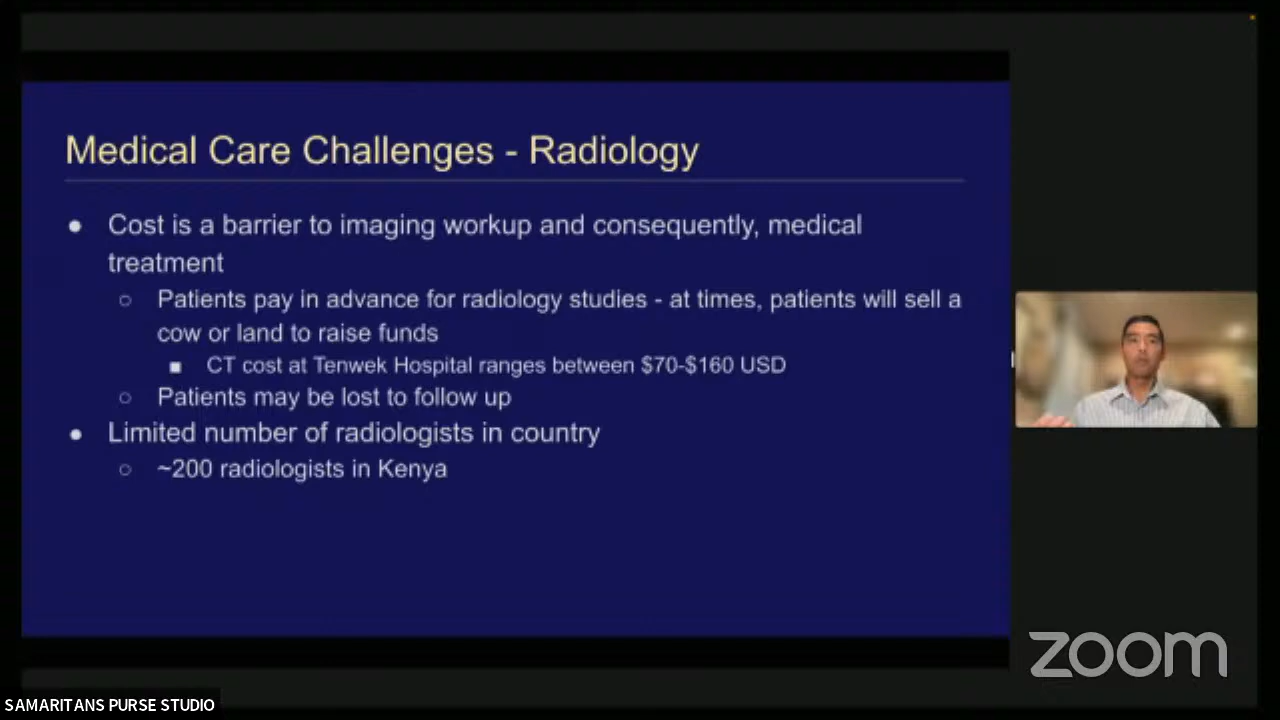 Medical Care Challenges - Radiology
● Cost is a barrier to imaging workup and consequently, medical
treatment
○ Patients pay in advance for radiology studies - at times, patients will sell a
cow or land to raise funds
■ CT cost at Tenwek Hospital ranges between $70-$160 USD
○ Patients may be lost to follow up
● Limited number of radiologists in country
○ ~200 radiologists in Kenya
zoom
SAMARITANS PURSE STUDIO